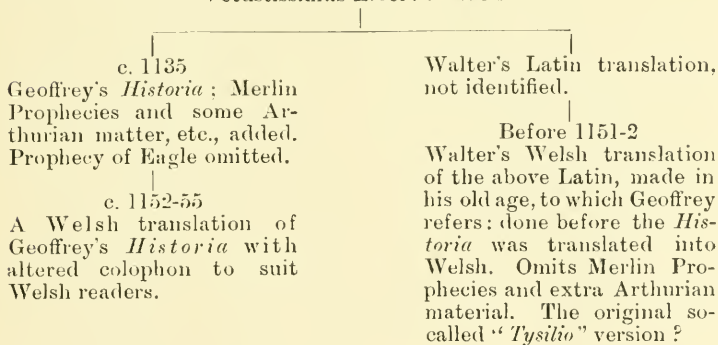 c. 1135
Geoffrey's Historia ; Merlin
Prophecies and some Ar-
thurian matter, etc., added.
Prophecy of Eagle omitted.
c. 1152-55
A Welsh translation of
Geoffrey's Historia with
altered colophon to suit
Welsh readers.
Walter's Latin translation,
not identified.
Before 1151-2
Walter's Welsh translation
of the above Latin, made in
his old age, to which Geoffrey
refers: done before the His-
toria was translated into
Welsh. Omits Merlin Pro-
phecies and extra Arthurian
material. The original so-
called "Tysilio" version ?